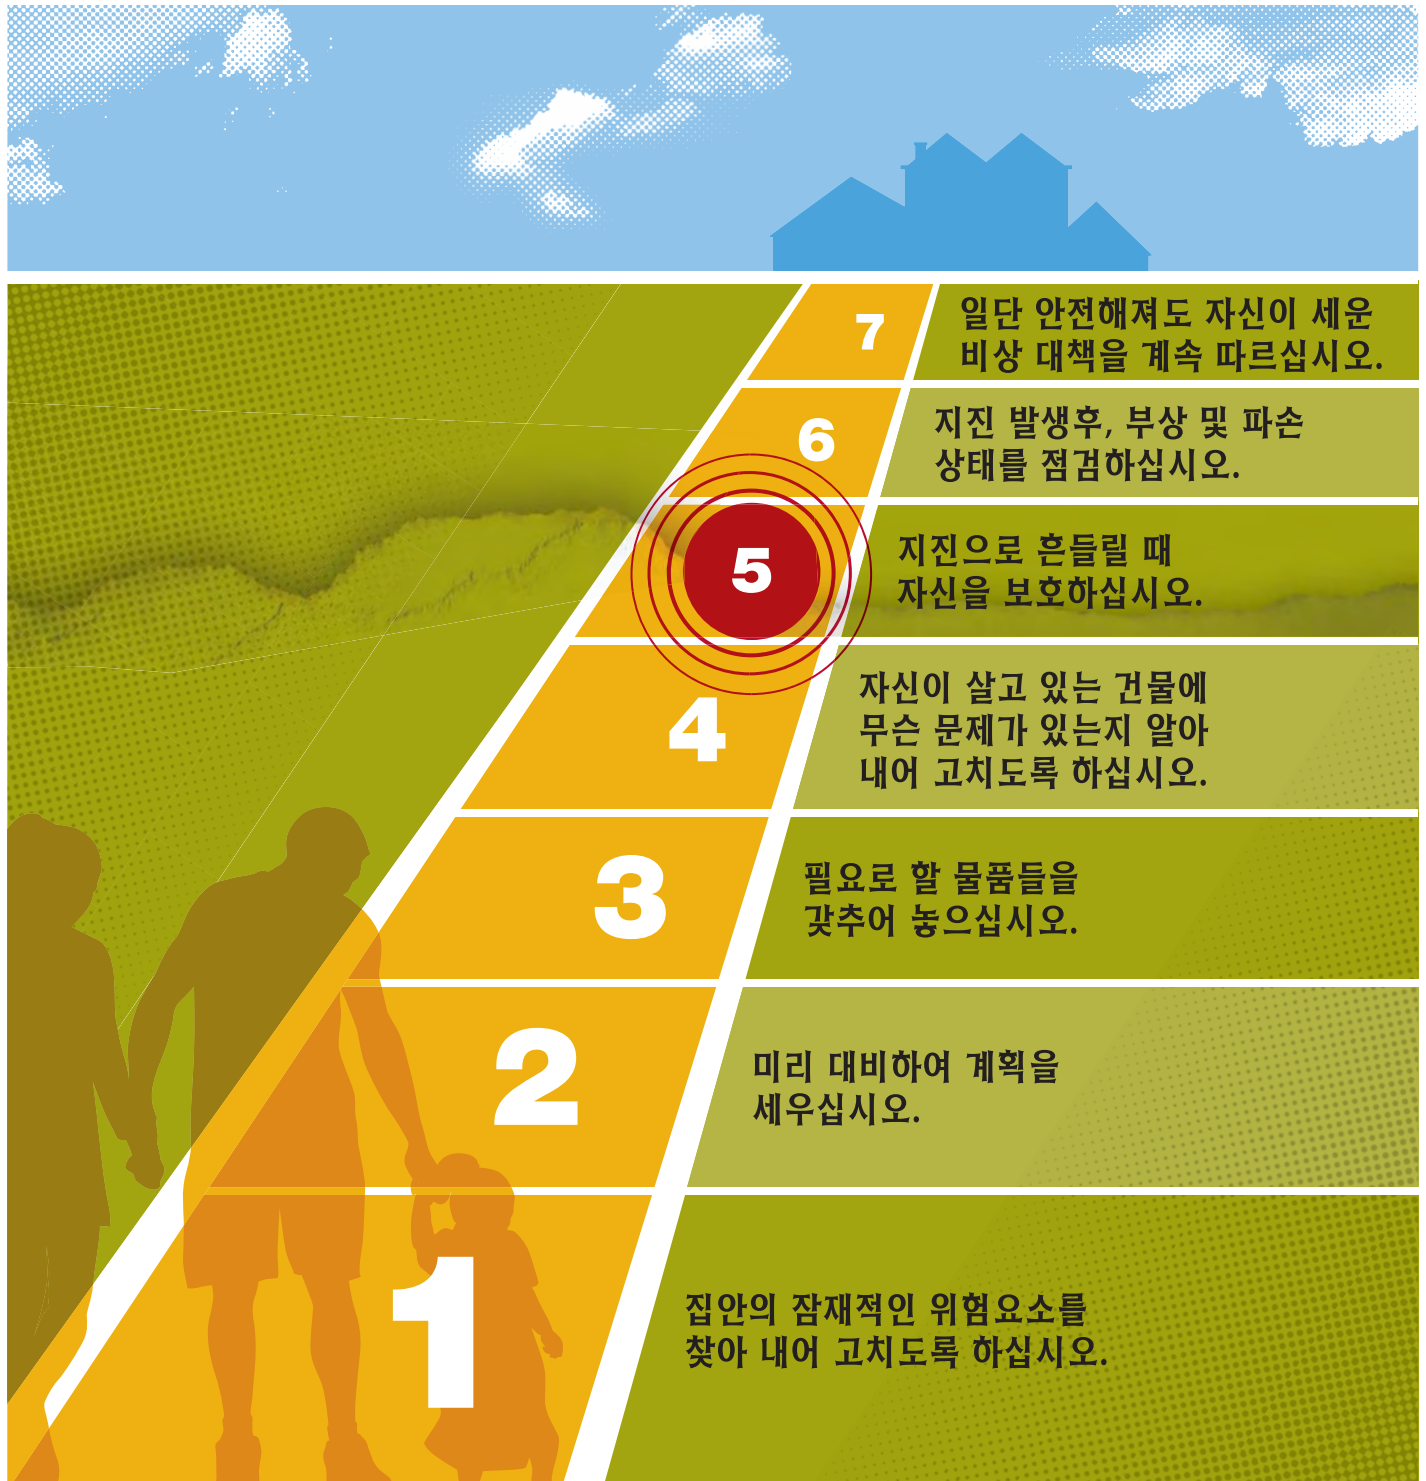 7
일단 안전해져도 자신이 세운
비상 대책을 계속 따르십시오.
6
지진 발생후, 부상 및 파손
상태를 점검하십시오.
5
지진으로 흔들릴 때
자신을 보호하십시오.
4
자신이 살고 있는 건물에
무슨 문제가 있는지 알아
내어 고치도록 하십시오.
3
필요로 할 물품들을
갖추어 놓으십시오.
2
미리 대비하여 계획을
세우십시오.
1
집안의 잠재적인 위험요소를
찾아 내어 고치도록 하십시오.